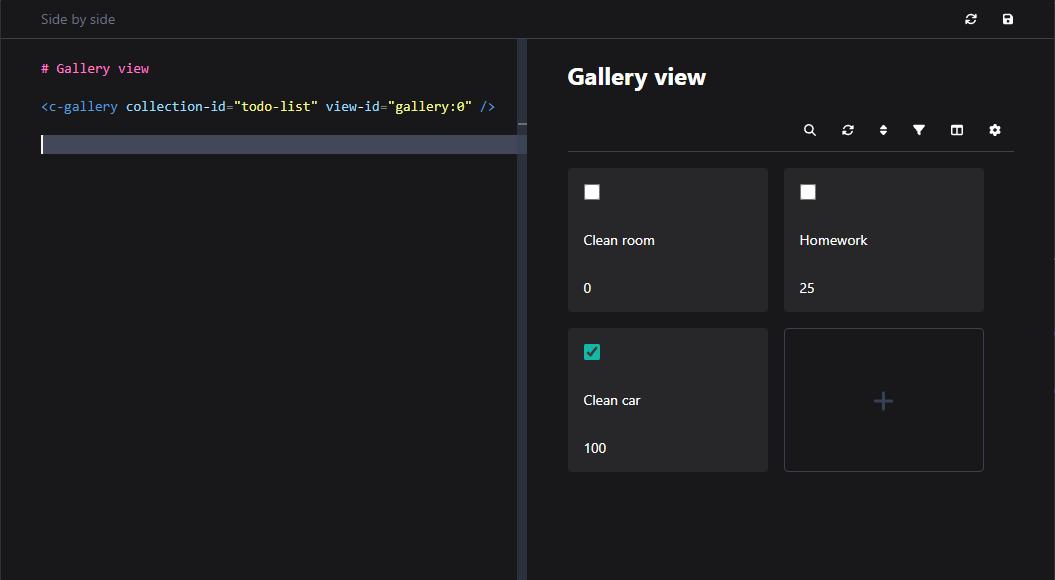 Side by side
# Gallery view
<c-gallery collection-id="todo-list" view-id="gallery:0" />
Gallery view
Clean room
0
Homework
25
Clean car
100